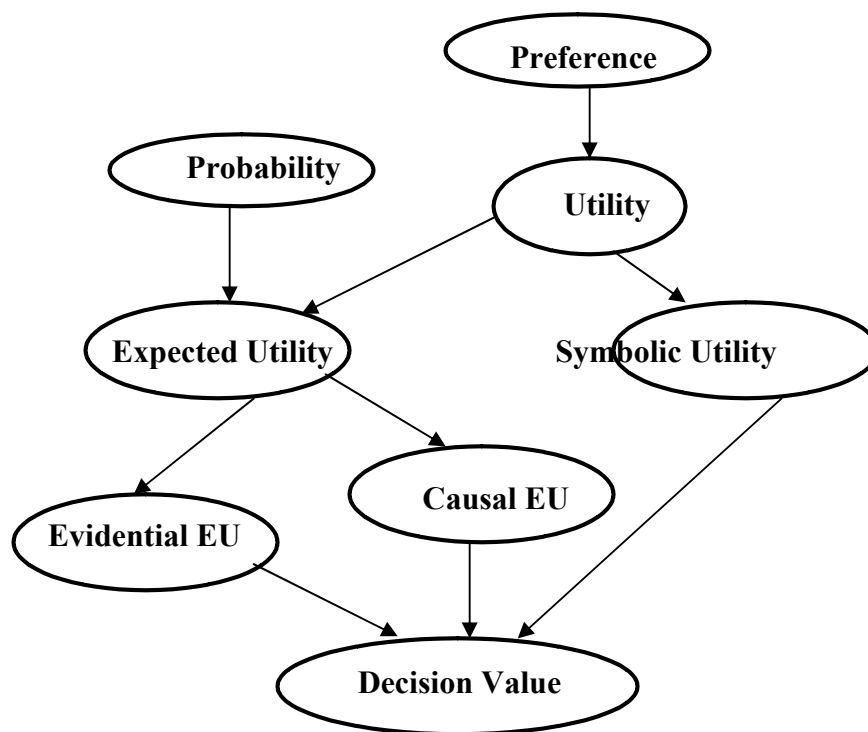 Preference
Probability
Utility
Expected Utility
Symbolic Utility
Causal EU
Evidential EU
Decision Value